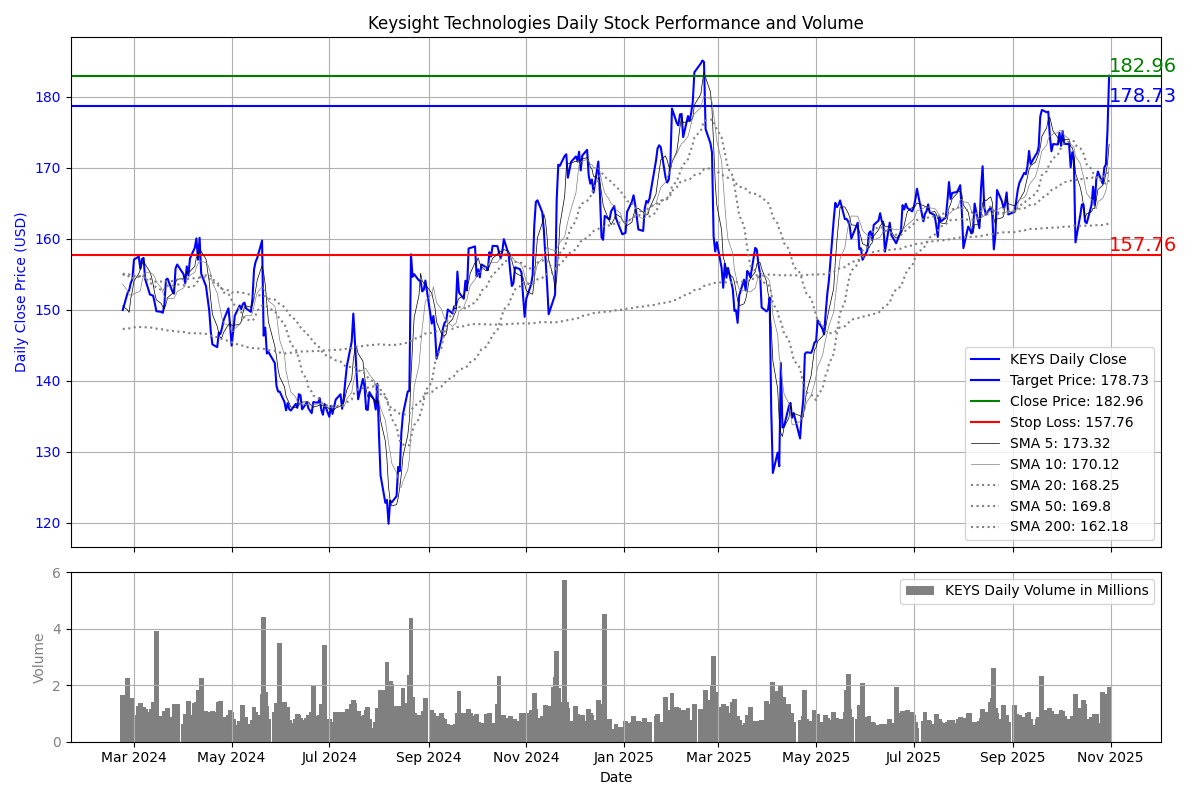 Keysight Technologies Daily Stock Performance and Volume
182.96
178.73
157.76
Daily Close Price (USD)
180
170
160
150
140
130
120
KEYS Daily Close
Target Price: 178.73
Close Price: 182.96
Stop Loss: 157.76
SMA 5: 173.32
SMA 10: 170.12
SMA 20: 168.25
SMA 50: 169.8
SMA 200: 162.18
Volume
6
4
2
0
KEYS Daily Volume in Millions
Mar 2024
May 2024
Jul 2024
Sep 2024
Nov 2024
Jan 2025
Mar 2025
May 2025
Jul 2025
Sep 2025
Nov 2025
Date